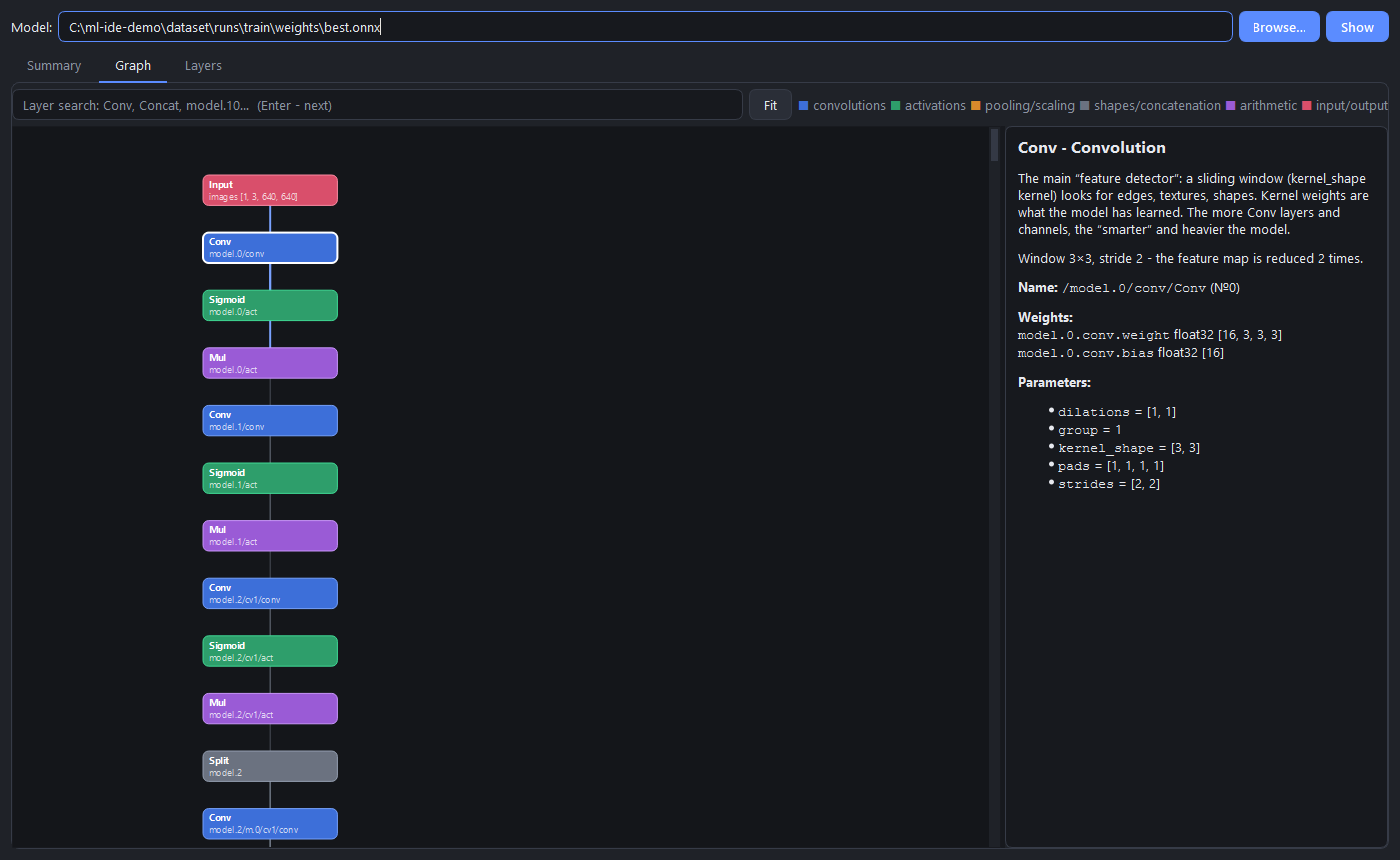 Model: C:\ml-ide-demo\dataset\runs\train\weights\best.onnx Browse... Show
Summary Graph Layers
Layer search: Conv, Concat, model.10... (Enter - next) Fit convolutions activations pooling/scaling shapes/concatenation arithmetic input/output
Input
images [1, 3, 640, 640]
Conv
model.0/conv
Sigmoid
model.0/act
Mul
model.0/act
Conv
model.1/conv
Sigmoid
model.1/act
Mul
model.1/act
Conv
model.2/cv1/conv
Sigmoid
model.2/cv1/act
Mul
model.2/cv1/act
Split
model.2
Conv
model.2/m.0/cv1/conv
Conv - Convolution
The main “feature detector”: a sliding window (kernel_shape
kernel) looks for edges, textures, shapes. Kernel weights are
what the model has learned. The more Conv layers and
channels, the “smarter” and heavier the model.
Window 3×3, stride 2 - the feature map is reduced 2 times.
Name: /model.0/conv/Conv (№0)
Weights:
model.0.conv.weight float32 [16, 3, 3, 3]
model.0.conv.bias float32 [16]
Parameters:
• dilations = [1, 1]
• group = 1
• kernel_shape = [3, 3]
• pads = [1, 1, 1, 1]
• strides = [2, 2]